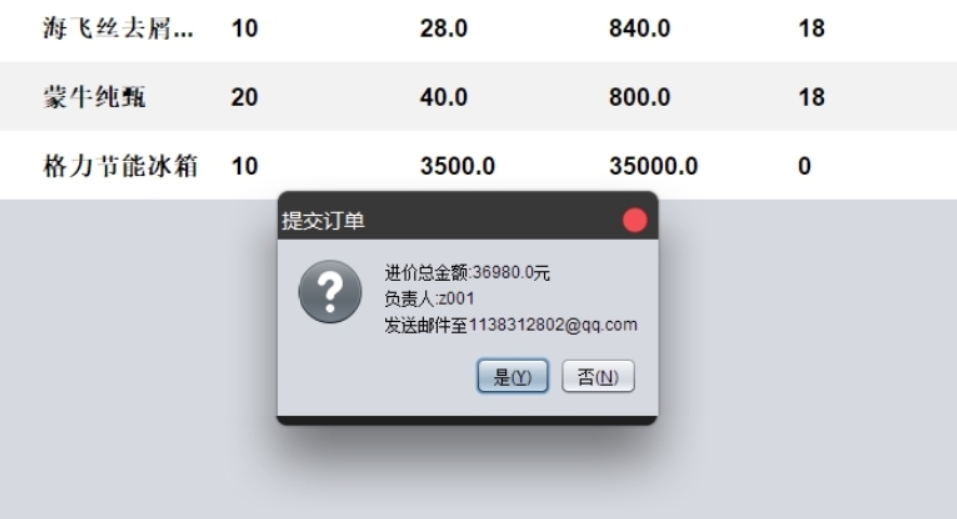 海飞丝去屑... 10 28.0 840.0 18
蒙牛纯甄 20 40.0 800.0 18
格力节能冰箱 10 3500.0 35000.0 0
提交订单
进价总金额:36980.0元
负责人:z001
发送邮件至1138312802@qq.com
是(Y) 否(N)